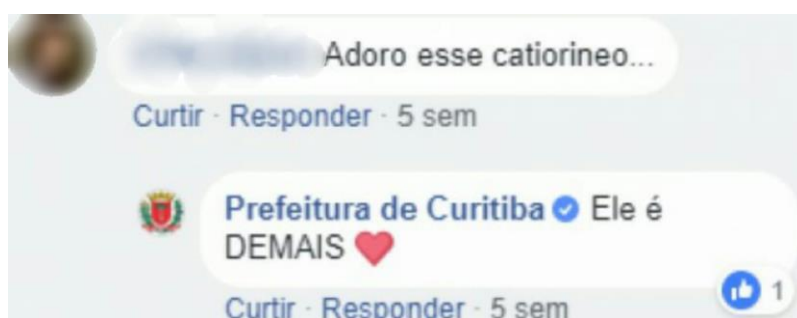 Adoro esse catiorineo...
Curtir · Responder · 5 sem
Prefeitura de Curitiba Ele é
DEMAIS
1
Curtir · Responder · 5 sem